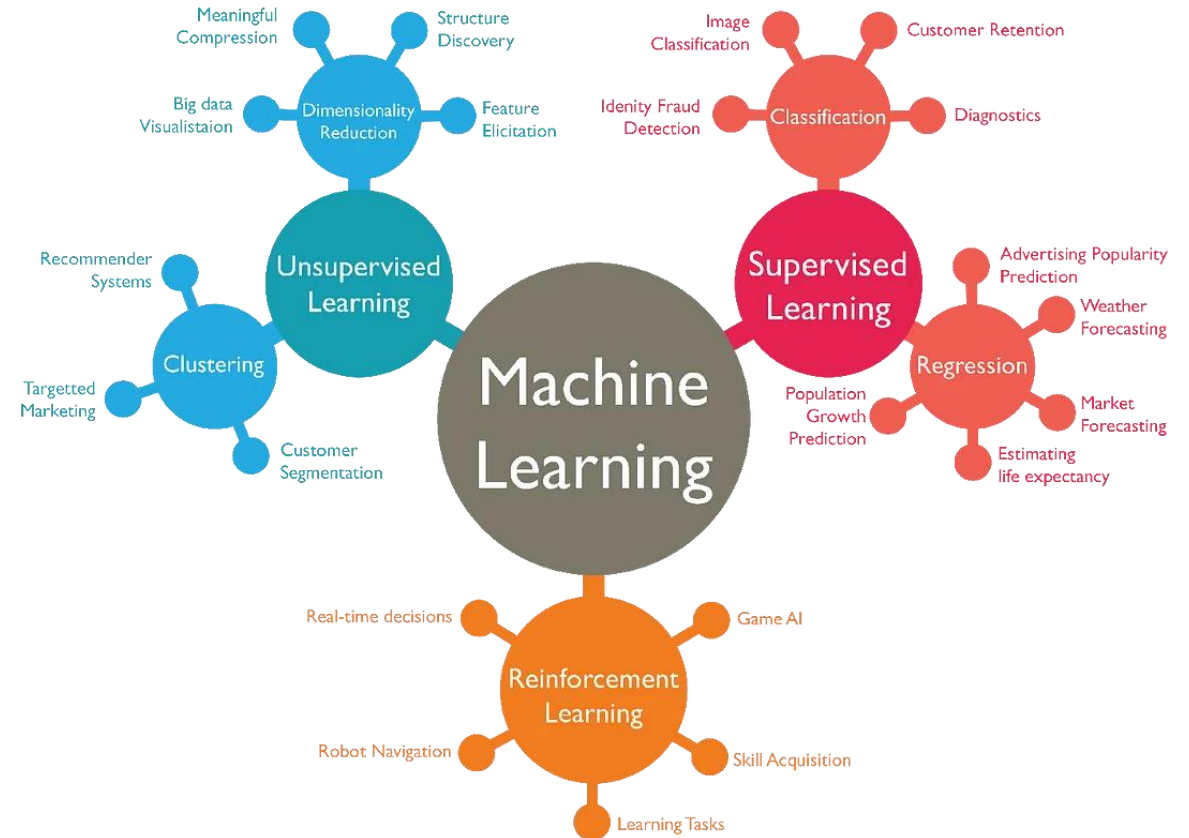 Meaningful
Compression
Structure
Discovery
Big data
Visualistaion
Dimensionality
Reduction
Feature
Elicitation
Image
Classification
Customer Retention
Idenity Fraud
Detection
Classification
Diagnostics
Recommender
Systems
Unsupervised
Learning
Clustering
Targetted
Marketing
Customer
Segmentation
Machine
Learning
Supervised
Learning
Advertising Popularity
Prediction
Weather
Forecasting
Regression
Population
Growth
Prediction
Market
Forecasting
Estimating
life expectancy
Real-time decisions
Game AI
Reinforcement
Learning
Robot Navigation
Skill Acquisition
Learning Tasks